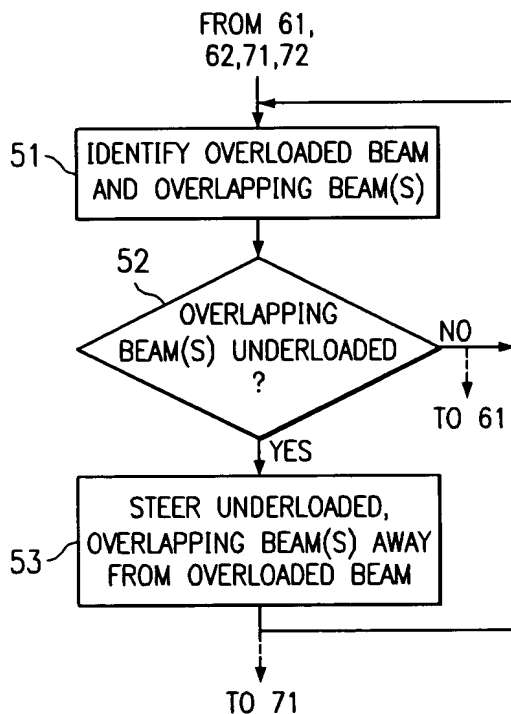 FROM 61,
62,71,72
51
IDENTIFY OVERLOADED BEAM
AND OVERLAPPING BEAM(S)
52
OVERLAPPING
BEAM(S) UNDERLOADED
?
NO
TO 61
YES
53
STEER UNDERLOADED,
OVERLAPPING BEAM(S) AWAY
FROM OVERLOADED BEAM
TO 71